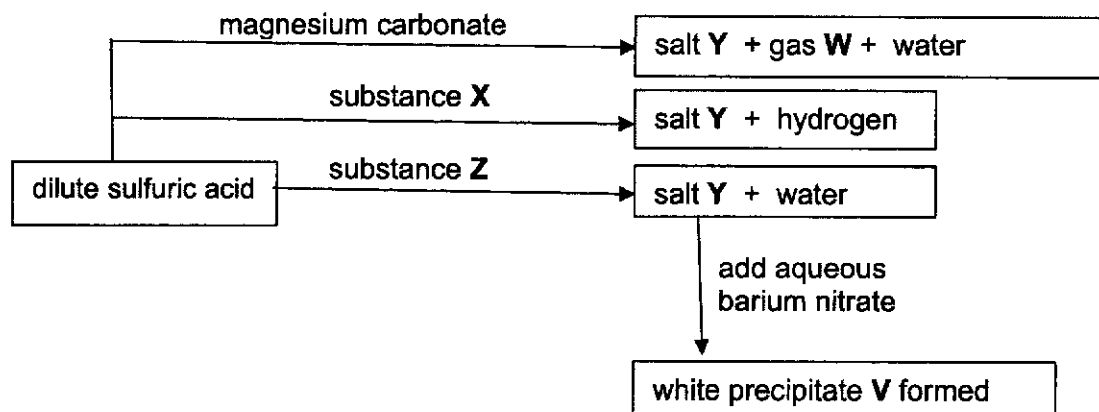 magnesium carbonate
salt Y + gas W + water
substance X
salt Y + hydrogen
substance Z
dilute sulfuric acid
salt Y + water
add aqueous
barium nitrate
white precipitate V formed